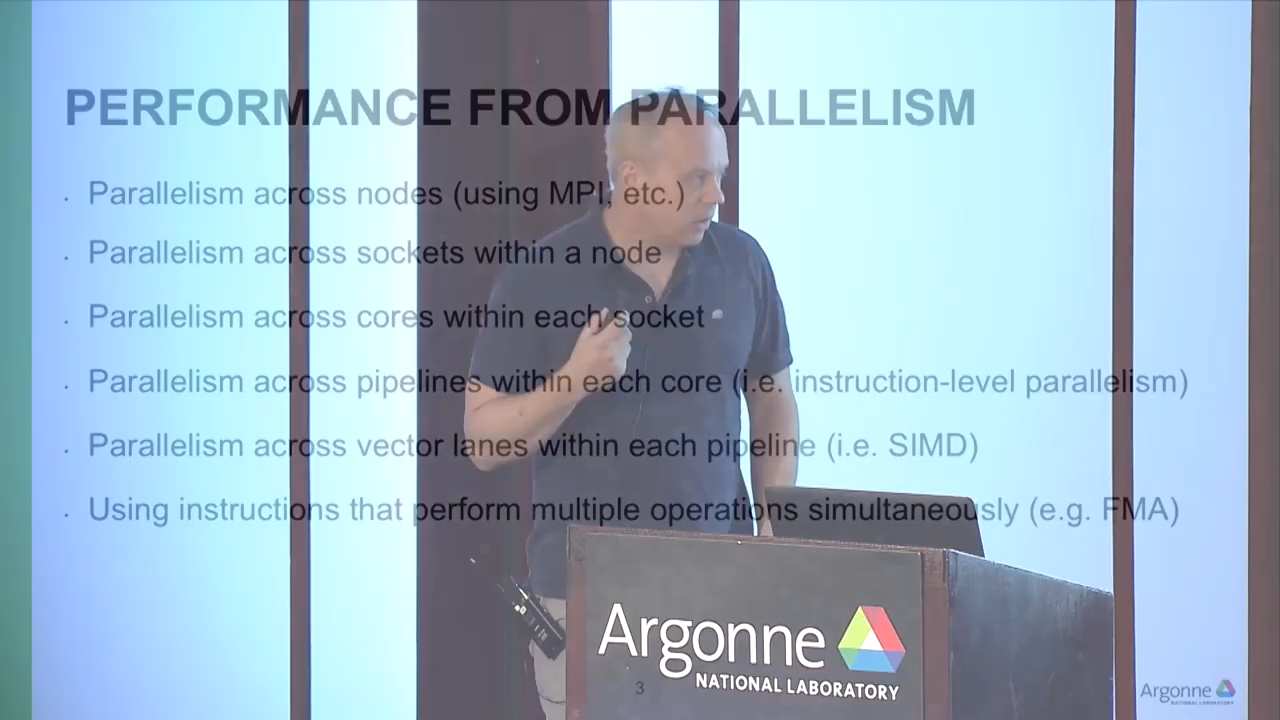 PERFORMANCE FROM PARALLELISM
. Parallelism across nodes (using MPI, etc.)
. Parallelism across sockets within a node
. Parallelism across cores within each socket
. Parallelism across pipelines within each core (i.e. instruction-level parallelism)
. Parallelism across vector lanes within each pipeline (i.e. SIMD)
. Using instructions that perform multiple operations simultaneously (e.g. FMA)
Argonne
NATIONAL LABORATORY
3
Argonne
NATIONAL LABORATORY